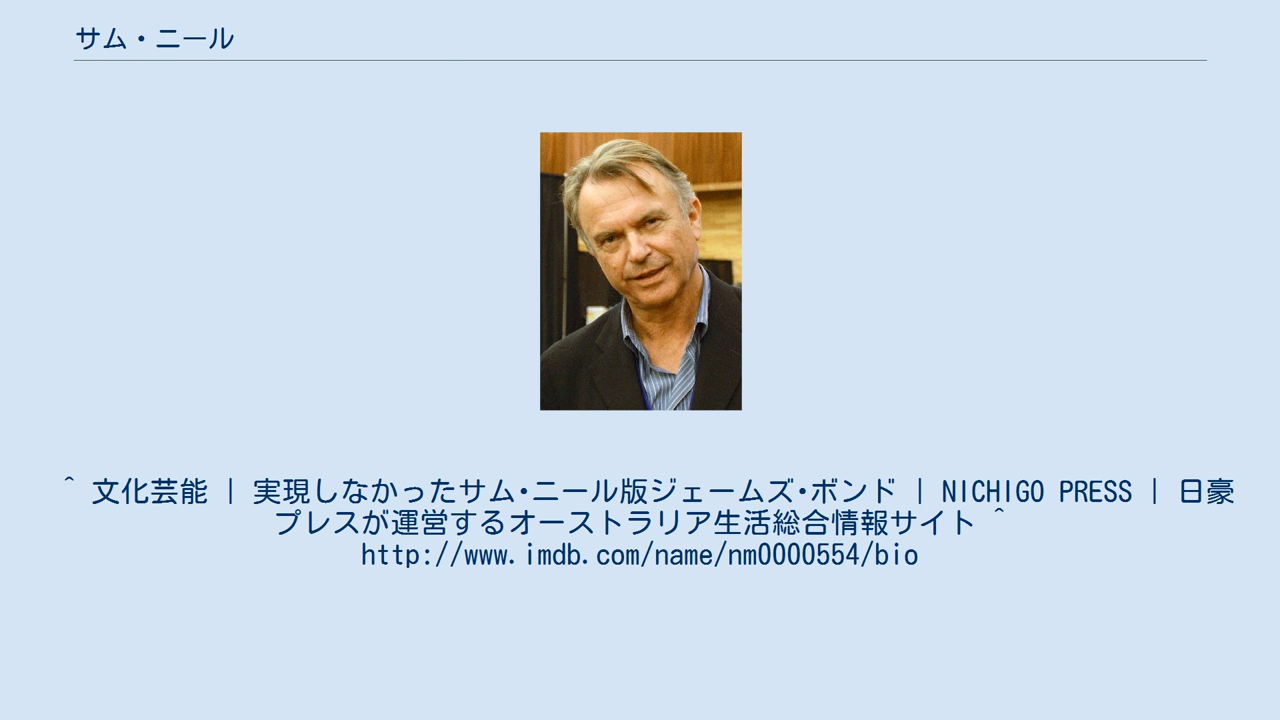 サム・ニール
^ 文化芸能 | 実現しなかったサム･ニール版ジェームズ･ボンド | NICHIGO PRESS | 日豪
プレスが運営するオーストラリア生活総合情報サイト ^
http://www.imdb.com/name/nm0000554/bio